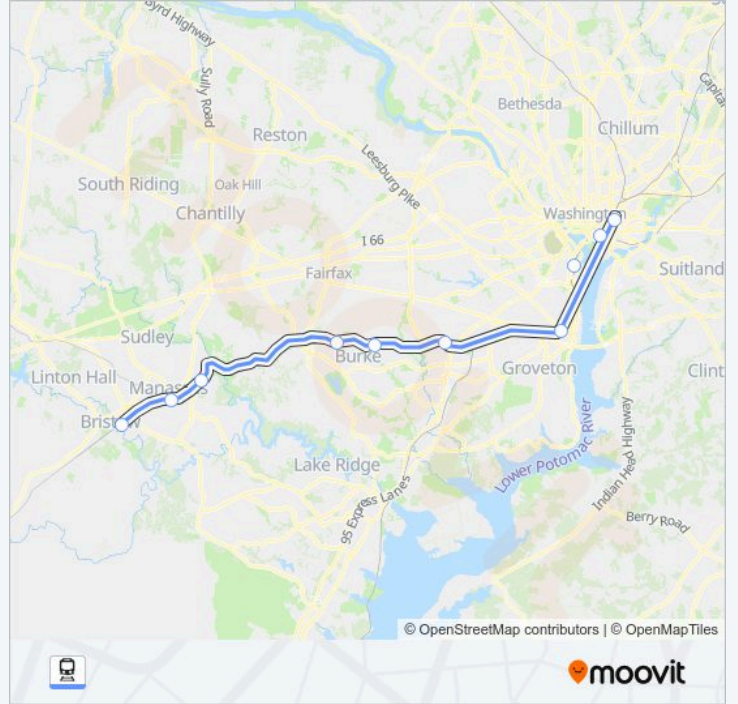 Byrd Highway
Sully Road
Bethesda
Capital
Chillum
Reston
Leesburg Pike
South Riding
Oak Hill
Chantilly
Washington
I 66
Fairfax
Suitland
Sudley
Burke
Linton Hall
Manassas
Groveton
Clint
Bristow
Lake Ridge
Lower Potomac River
Indian Head Highway
95 Express Lanes
Berry Road
© OpenStreetMap contributors | © OpenMapTiles
moovit